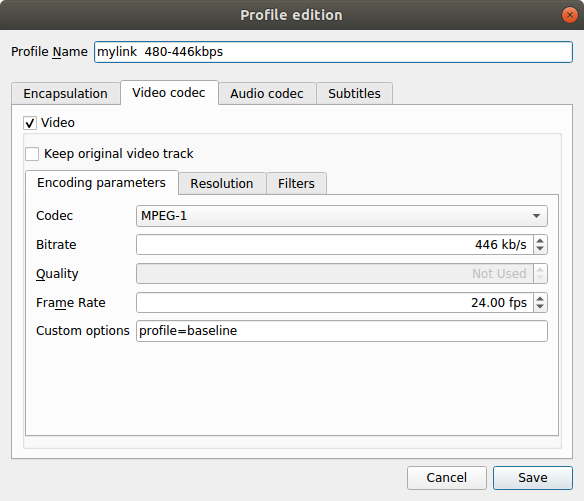 Profile edition
Profile Name mylink 480-446kbps
Encapsulation Video codec Audio codec Subtitles
Video
Keep original video track
Encoding parameters Resolution Filters
Codec MPEG-1
Bitrate 446 kb/s
Quality Not Used
Frame Rate 24.00 fps
Custom options profile=baseline
Cancel Save